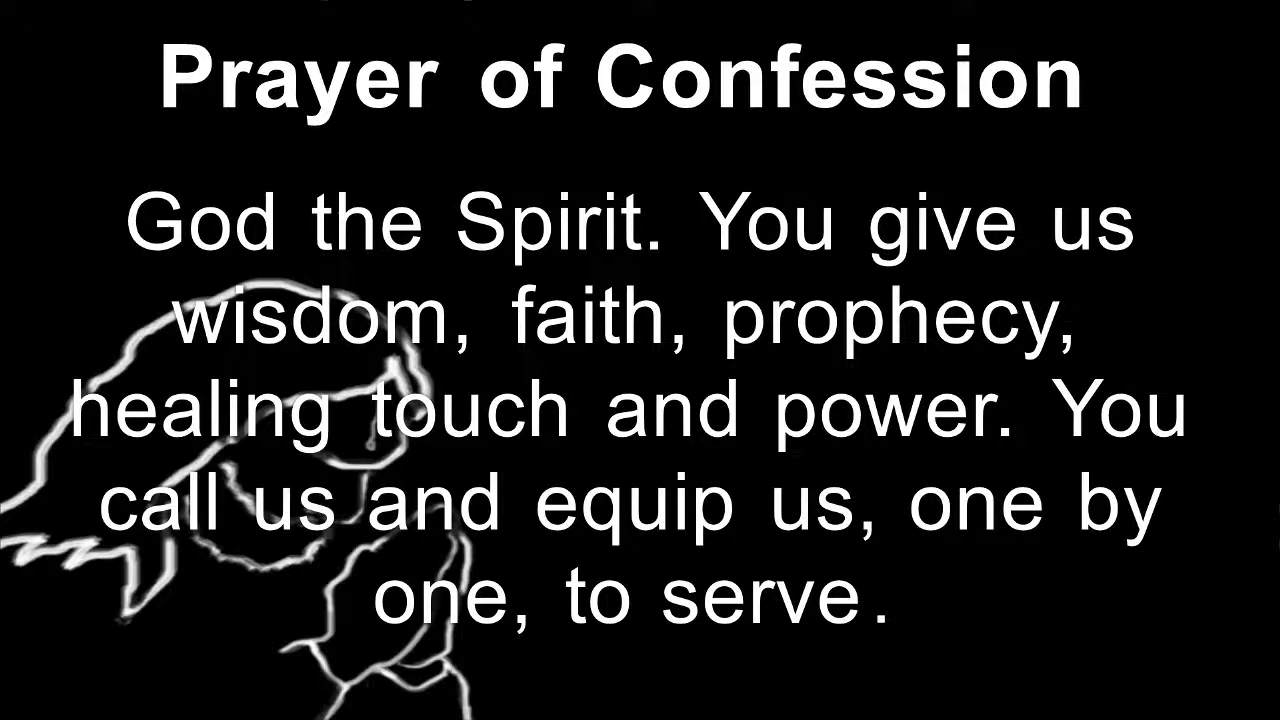 Prayer of Confession
God the Spirit. You give us
wisdom, faith, prophecy,
healing touch and power. You
call us and equip us, one by
one, to serve.